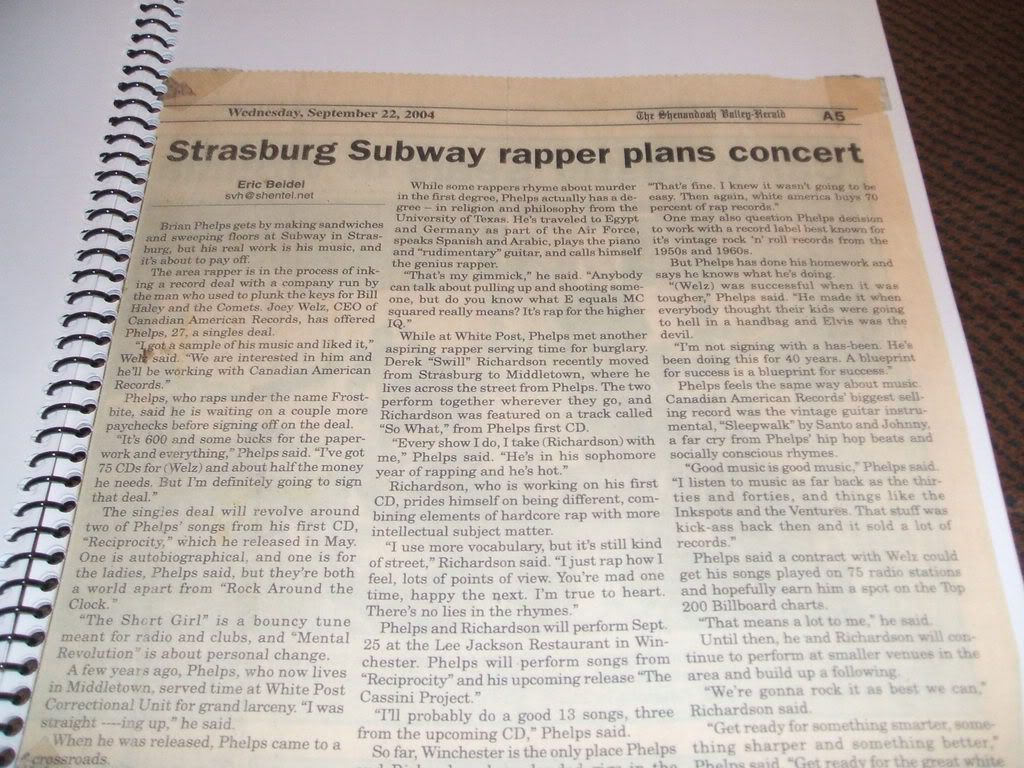 Wednesday, September 22, 2004
The Shenandoah Valley-Herald
A5
Strasburg Subway rapper plans concert
Eric Beidel
svh@shentel.net
Brian Phelps gets by making sandwiches
and sweeping floors at Subway in Stras-
burg, but his real work is his music, and
it's about to pay off.
The area rapper is in the process of ink-
ing a record deal with a company run by
the man who used to plunk the keys for Bill
Haley and the Comets. Joey Welz, CEO of
Canadian American Records, has offered
Phelps, 27, a singles deal.
"I got a sample of his music and liked it,"
Welz said. "We are interested in him and
he'll be working with Canadian American
Records."
Phelps, who raps under the name Frost-
bite, said he is waiting on a couple more
paychecks before signing off on the deal.
"It's 600 and some bucks for the paper-
work and everything," Phelps said. "I've got
75 CDs for (Welz) and about half the money
he needs. But I'm definitely going to sign
that deal."
The singles deal will revolve around
two of Phelps' songs from his first CD,
"Reciprocity," which he released in May.
One is autobiographical, and one is for
the ladies, Phelps said, but they're both
a world apart from "Rock Around the
Clock."
"The Short Girl" is a bouncy tune
meant for radio and clubs, and "Mental
Revolution" is about personal change.
A few years ago, Phelps, who now lives
in Middletown, served time at White Post
Correctional Unit for grand larceny. "I was
straight ----ing up," he said.
When he was released, Phelps came to a
crossroads.
While some rappers rhyme about murder
in the first degree, Phelps actually has a de-
gree – in religion and philosophy from the
University of Texas. He's traveled to Egypt
and Germany as part of the Air Force,
speaks Spanish and Arabic, plays the piano
and "rudimentary" guitar, and calls himself
the genius rapper.
"That's my gimmick," he said. "Anybody
can talk about pulling up and shooting some-
one, but do you know what E equals MC
squared really means? It's rap for the higher
IQ."
While at White Post, Phelps met another
aspiring rapper serving time for burglary.
Derek "Swill" Richardson recently moved
from Strasburg to Middletown, where he
lives across the street from Phelps. The two
perform together wherever they go, and
Richardson was featured on a track called
"So What," from Phelps first CD.
"Every show I do, I take (Richardson) with
me," Phelps said. "He's in his sophomore
year of rapping and he's hot."
Richardson, who is working on his first
CD, prides himself on being different, com-
bining elements of hardcore rap with more
intellectual subject matter.
"I use more vocabulary, but it's still kind
of street," Richardson said. "I just rap how I
feel, lots of points of view. You're mad one
time, happy the next. I'm true to heart.
There's no lies in the rhymes."
Phelps and Richardson will perform Sept.
25 at the Lee Jackson Restaurant in Win-
chester. Phelps will perform songs from
"Reciprocity" and his upcoming release "The
Cassini Project."
"I'll probably do a good 13 songs, three
from the upcoming CD," Phelps said.
So far, Winchester is the only place Phelps
"That's fine. I knew it wasn't going to be
easy. Then again, white america buys 70
percent of rap records."
One may also question Phelps decision
to work with a record label best known for
it's vintage rock 'n' roll records from the
1950s and 1960s.
But Phelps has done his homework and
says he knows what he's doing.
"(Welz) was successful when it was
tougher," Phelps said. "He made it when
everybody thought their kids were going
to hell in a handbag and Elvis was the
devil.
"I'm not signing with a has-been. He's
been doing this for 40 years. A blueprint
for success is a blueprint for success."
Phelps feels the same way about music.
Canadian American Records' biggest sell-
ing record was the vintage guitar instru-
mental, "Sleepwalk" by Santo and Johnny,
a far cry from Phelps' hip hop beats and
socially conscious rhymes.
"Good music is good music," Phelps said.
"I listen to music as far back as the thir-
ties and forties, and things like the
Inkspots and the Ventures. That stuff was
kick-ass back then and it sold a lot of
records."
Phelps said a contract with Welz could
get his songs played on 75 radio stations
and hopefully earn him a spot on the Top
200 Billboard charts.
"That means a lot to me," he said.
Until then, he and Richardson will con-
tinue to perform at smaller venues in the
area and build up a following.
"We're gonna rock it as best we can,"
Richardson said.
"Get ready for something smarter, some-
thing sharper and something better,"
Phelps said. "Get ready for the great white